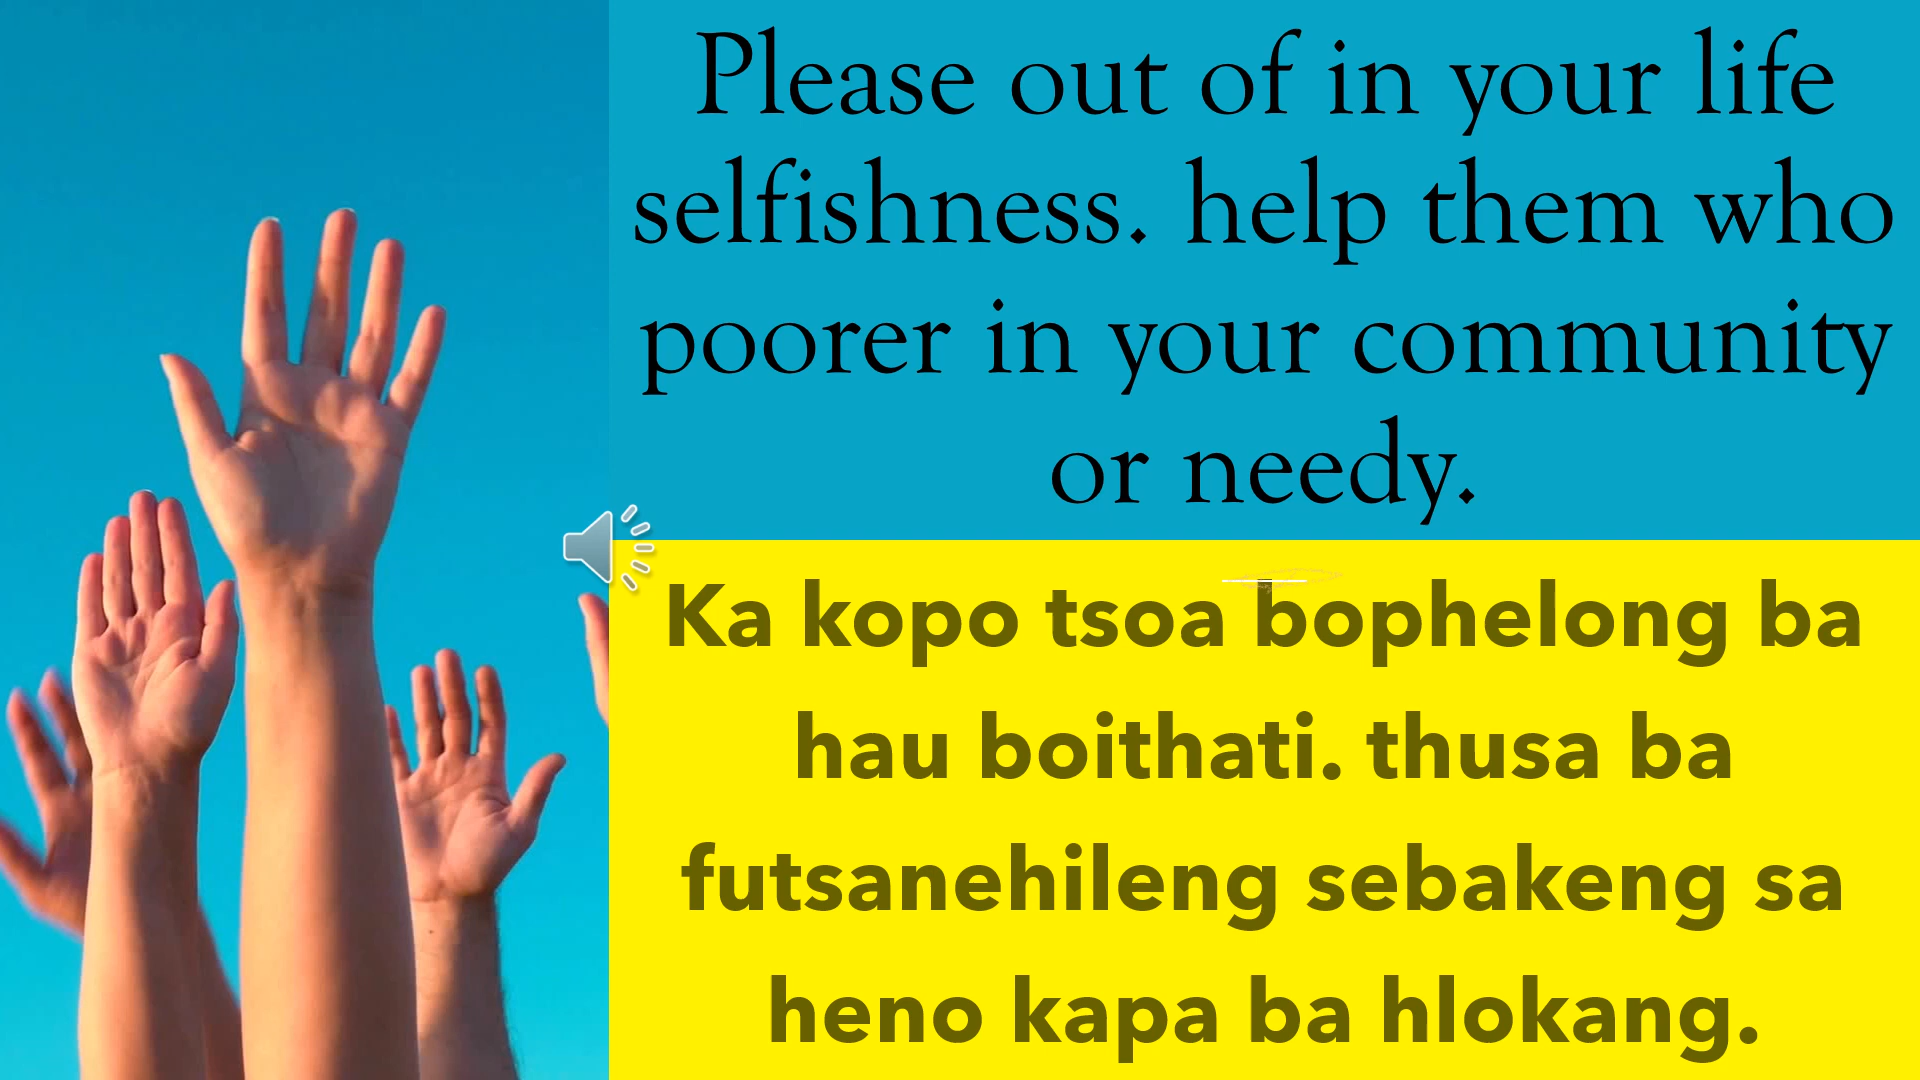 Please out of in your life
selfishness. help them who
poorer in your community
or needy.
Ka kopo tsoa bophelong ba
hau boithati. thusa ba
futsanehileng sebakeng sa
heno kapa ba hlokang.